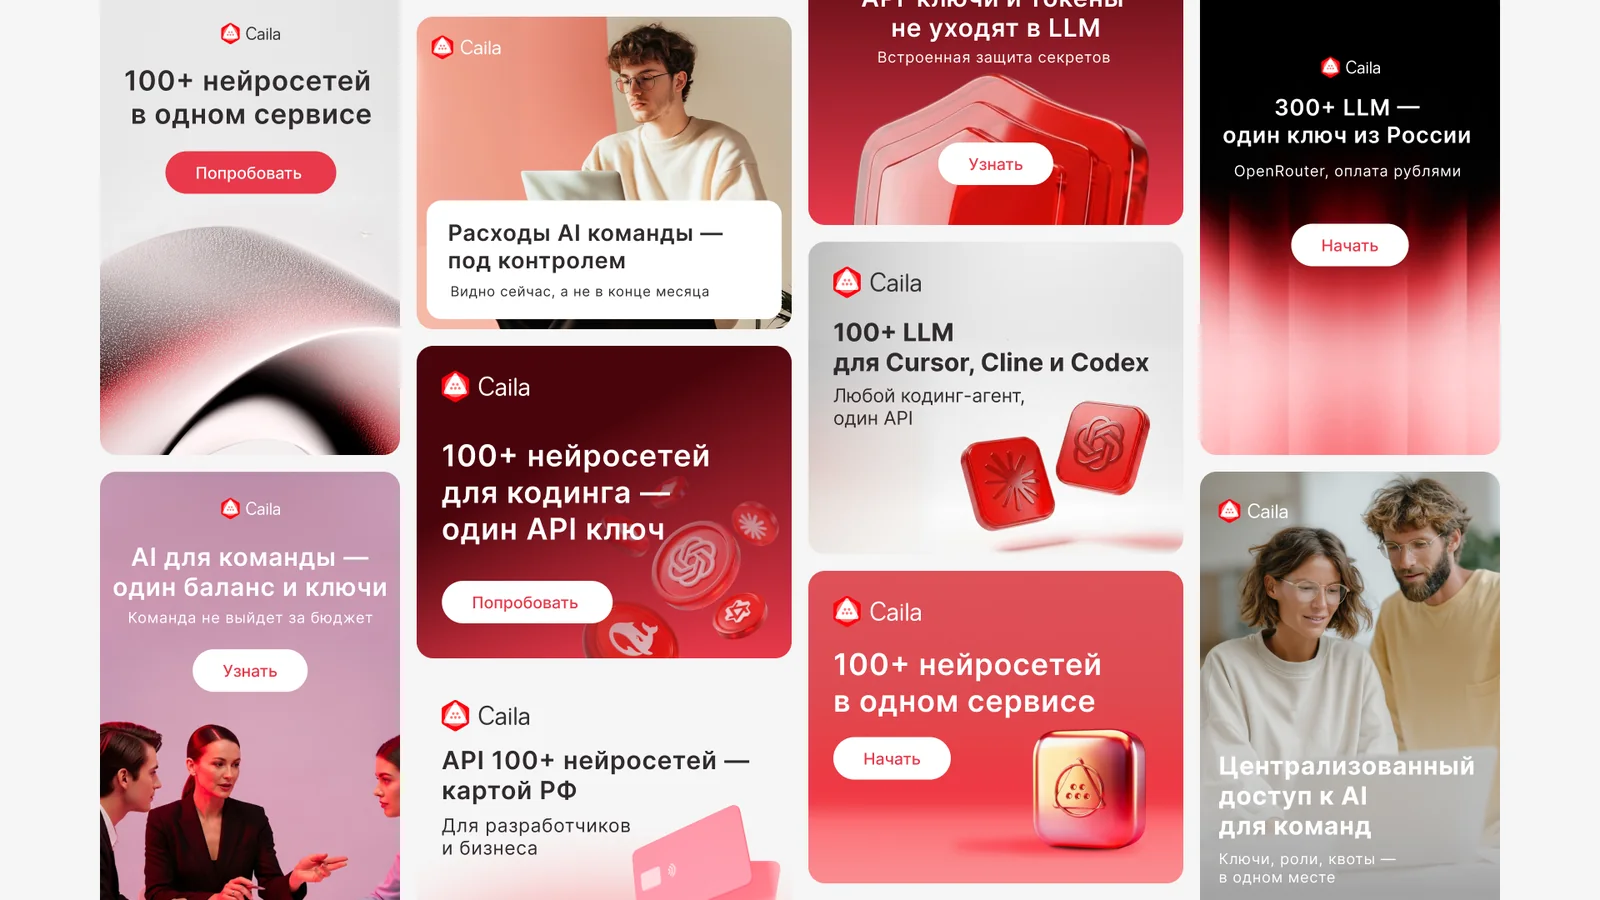 Caila
100+ нейросетей
в одном сервисе
Попробовать
Caila
AI для команды —
один баланс и ключи
Команда не выйдет за бюджет
Узнать
Caila
Расходы AI команды —
под контролем
Видно сейчас, а не в конце месяца
Caila
100+ нейросетей
для кодинга —
один API ключ
Попробовать
Caila
API 100+ нейросетей —
картой РФ
Для разработчиков
и бизнеса
API ключи и токены
не уходят в LLM
Встроенная защита секретов
Узнать
Caila
100+ LLM
для Cursor, Cline и Codex
Любой кодинг-агент,
один API
Caila
100+ нейросетей
в одном сервисе
Начать
Caila
300+ LLM —
один ключ из России
OpenRouter, оплата рублями
Начать
Caila
Централизованный
доступ к AI
для команд
Ключи, роли, квоты —
в одном месте